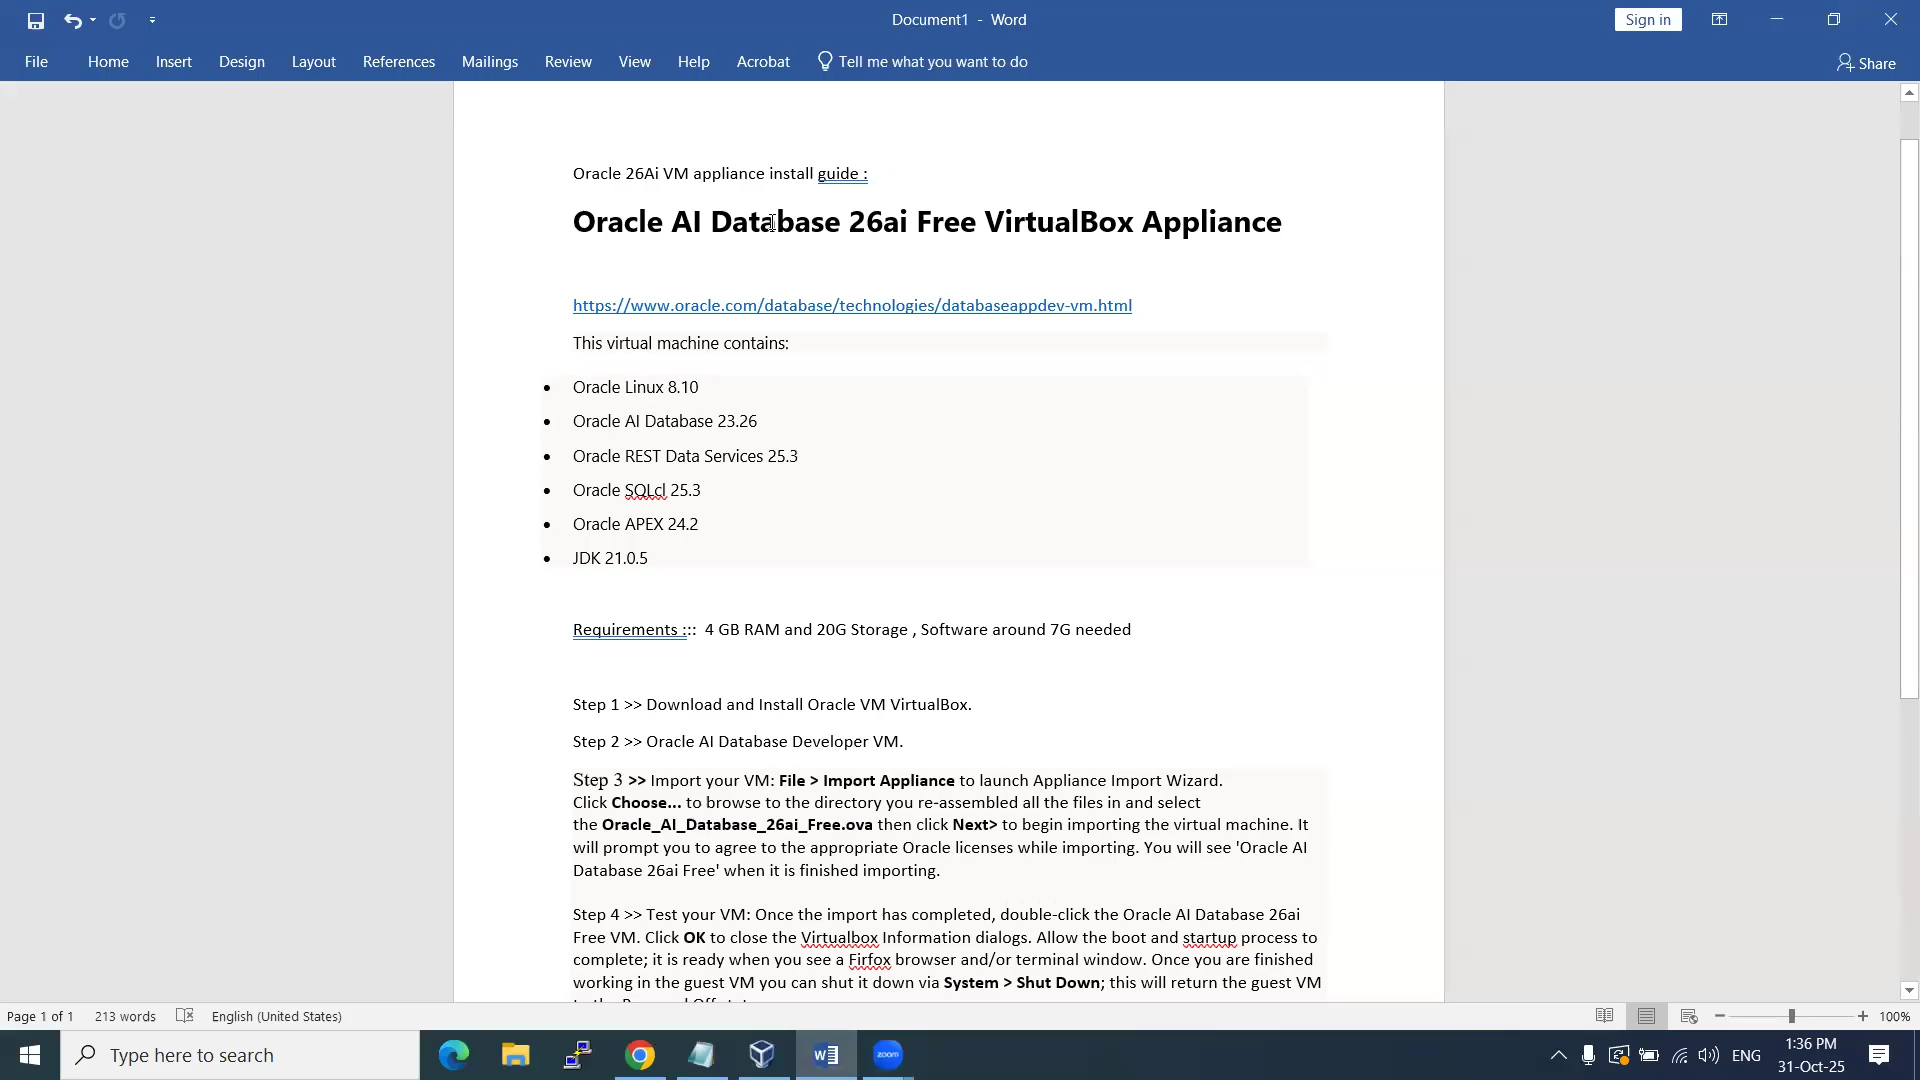 Document1 - Word
Sign in
File Home Insert Design Layout References Mailings Review View Help Acrobat Tell me what you want to do
Share
Oracle 26Ai VM appliance install guide :
Oracle AI Database 26ai Free VirtualBox Appliance
https://www.oracle.com/database/technologies/databaseappdev-vm.html
This virtual machine contains:
• Oracle Linux 8.10
• Oracle AI Database 23.26
• Oracle REST Data Services 25.3
• Oracle SQLcl 25.3
• Oracle APEX 24.2
• JDK 21.0.5
Requirements ::: 4 GB RAM and 20G Storage , Software around 7G needed
Step 1 >> Download and Install Oracle VM VirtualBox.
Step 2 >> Oracle AI Database Developer VM.
Step 3 >> Import your VM: File > Import Appliance to launch Appliance Import Wizard.
Click Choose... to browse to the directory you re-assembled all the files in and select
the Oracle_AI_Database_26ai_Free.ova then click Next> to begin importing the virtual machine. It
will prompt you to agree to the appropriate Oracle licenses while importing. You will see 'Oracle AI
Database 26ai Free' when it is finished importing.
Step 4 >> Test your VM: Once the import has completed, double-click the Oracle AI Database 26ai
Free VM. Click OK to close the Virtualbox Information dialogs. Allow the boot and startup process to
complete; it is ready when you see a Firfox browser and/or terminal window. Once you are finished
working in the guest VM you can shut it down via System > Shut Down; this will return the guest VM
Page 1 of 1 213 words English (United States)
100%
Type here to search
zoom
ENG
1:36 PM
31-Oct-25